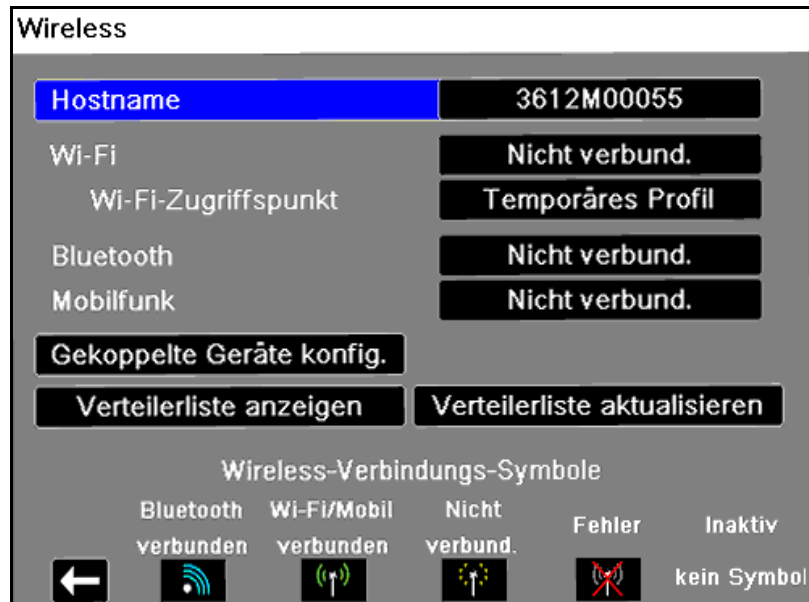 Wireless
Hostname 3612M00055
Wi-Fi Nicht verbund.
Wi-Fi-Zugriffspunkt Temporäres Profil
Bluetooth Nicht verbund.
Mobilfunk Nicht verbund.
Gekoppelte Geräte konfig.
Verteilerliste anzeigen Verteilerliste aktualisieren
Wireless-Verbindungs-Symbole
Bluetooth verbunden
Wi-Fi/Mobil verbunden
Nicht verbund.
Fehler
Inaktiv
kein Symbol